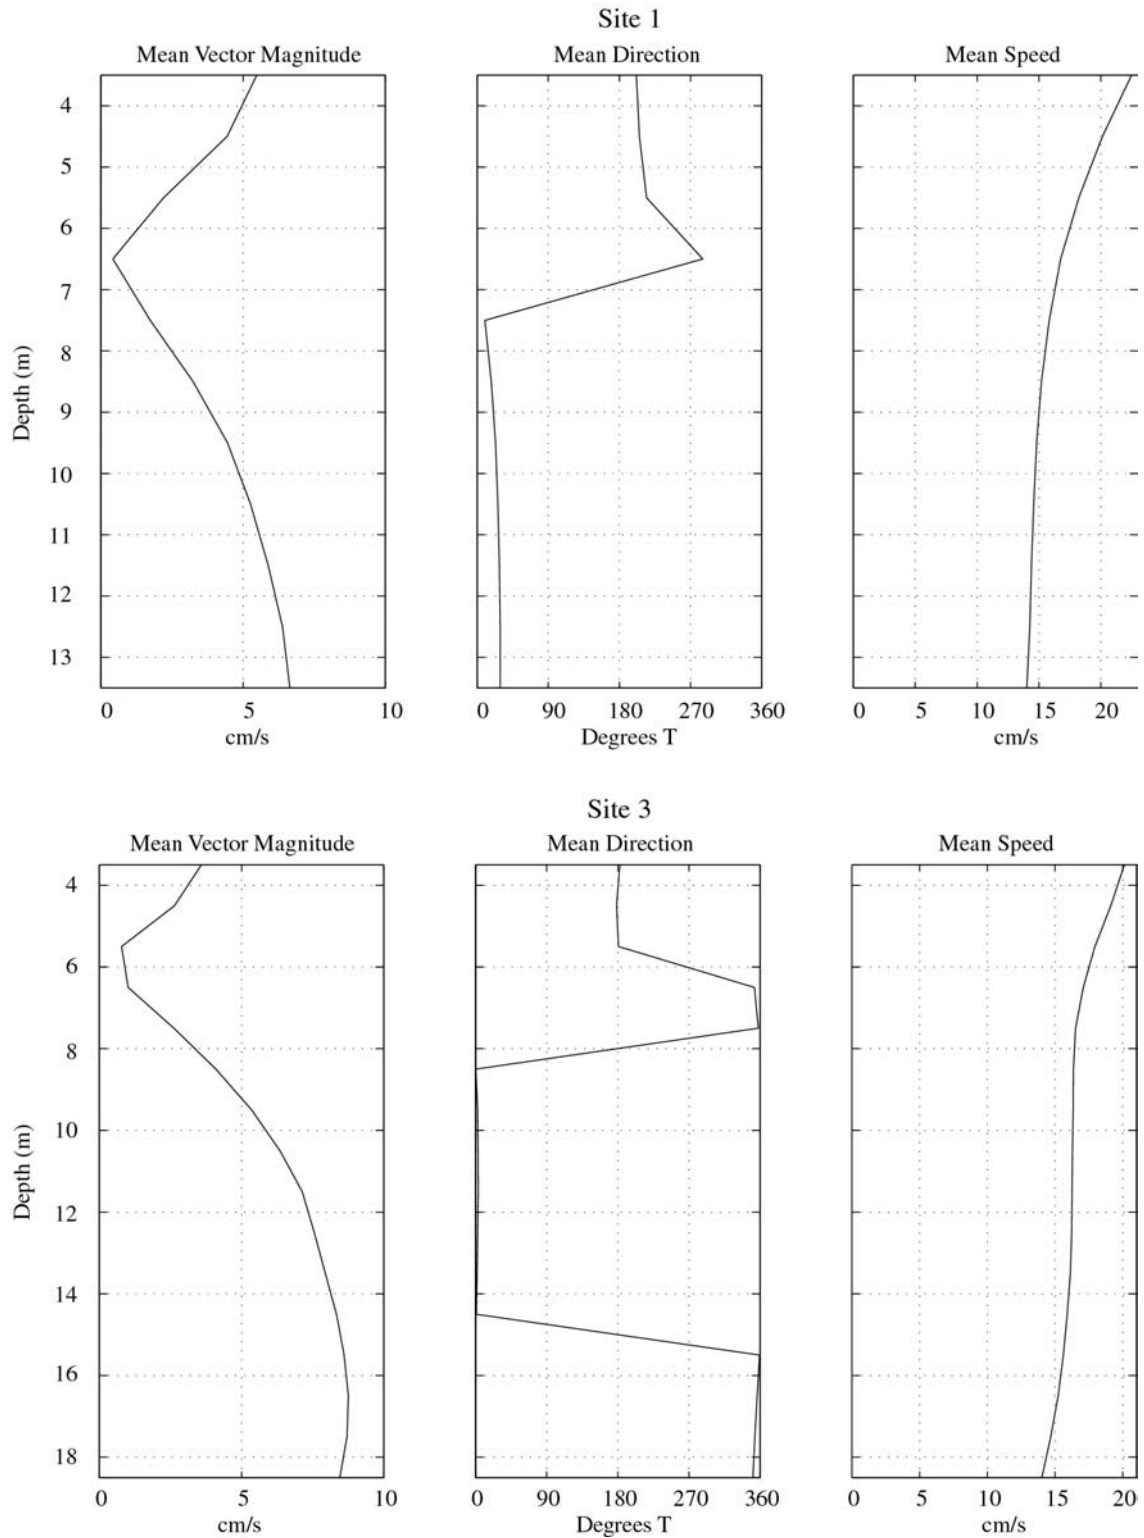 Site 1
Mean Vector Magnitude Mean Direction Mean Speed
4
5
6
7
8
9
10
11
12
13
Depth (m)
0 5 10 0 90 180 270 360 0 5 10 15 20
cm/s Degrees T cm/s
Site 3
Mean Vector Magnitude Mean Direction Mean Speed
4
6
8
10
12
14
16
18
Depth (m)
0 5 10 0 90 180 270 360 0 5 10 15 20
cm/s Degrees T cm/s